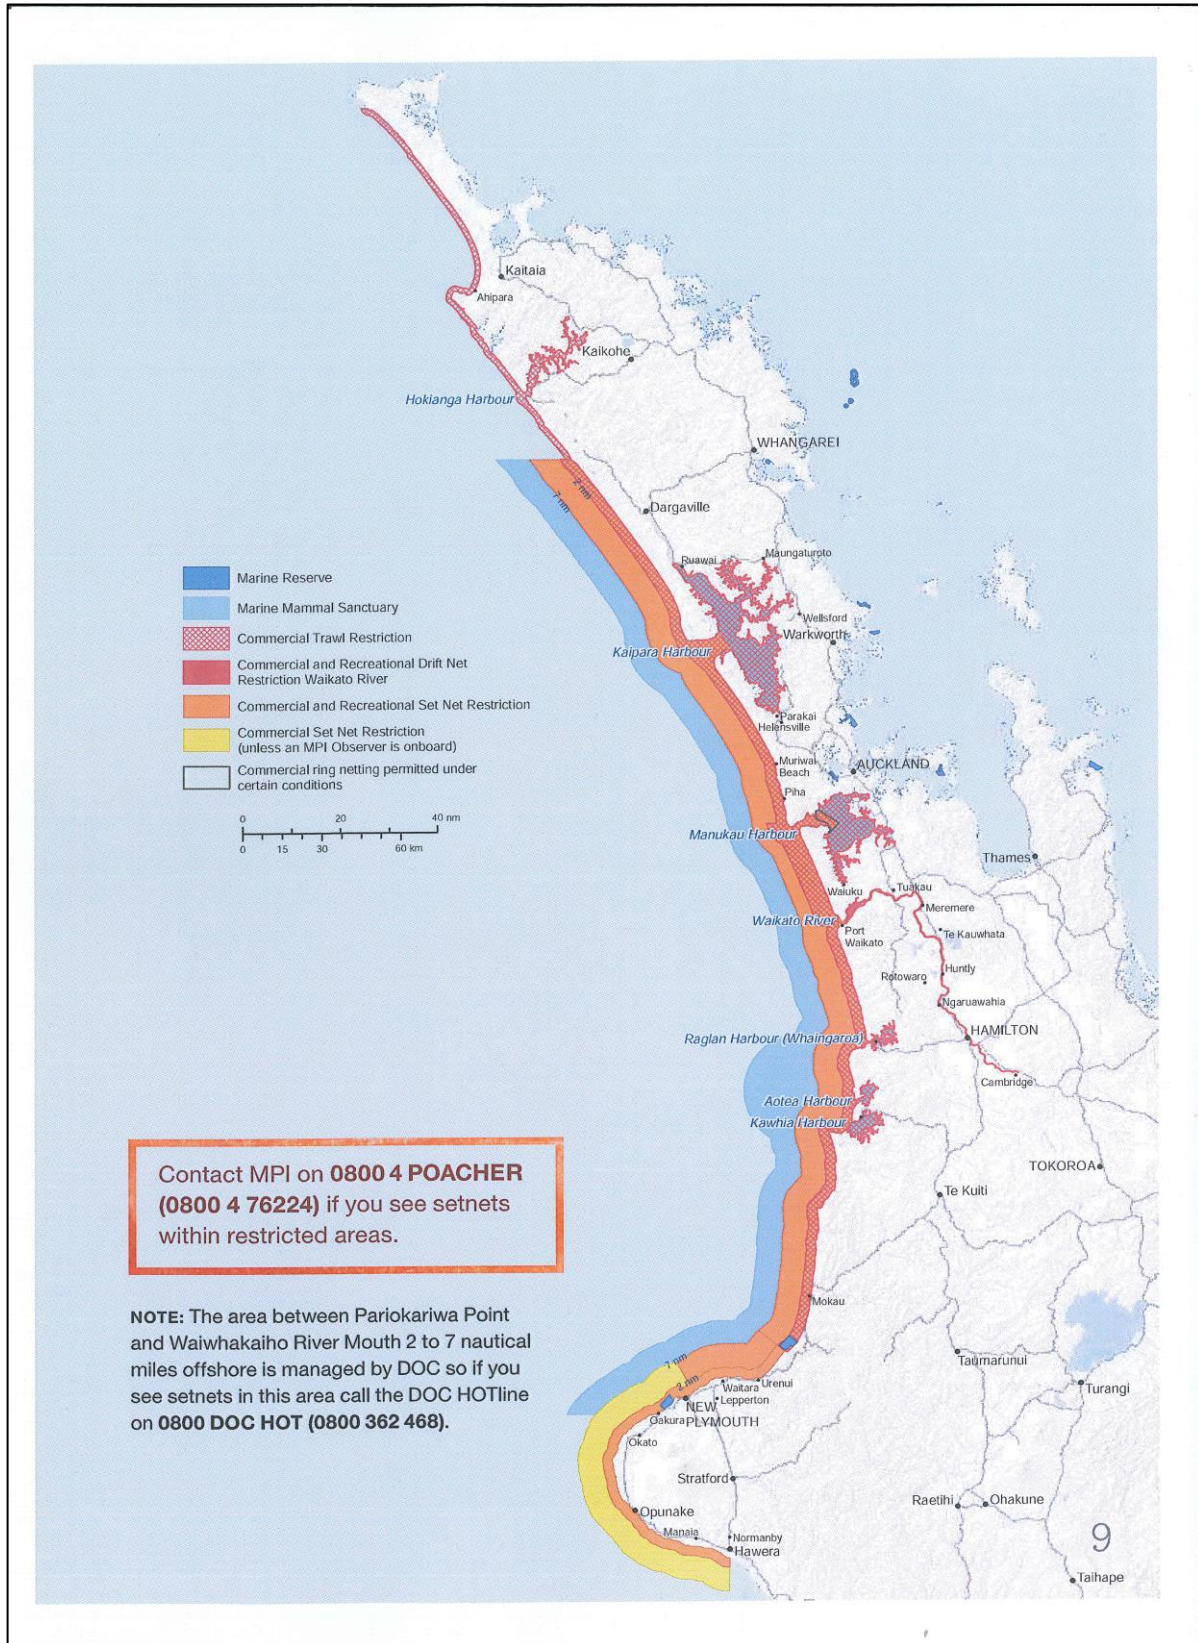 Kaitaia
Ahipara
Kaikohe
Hokianga Harbour
WHANGAREI
2 nm
7 nm
Dargaville
Ruawai
Maungaturoto
Wellsford
Warkworth
Kaipara Harbour
Parakai
Helensville
Muriwai
Beach
AUCKLAND
Piha
Manukau Harbour
Thames
Waiuku
Tuakau
Meremere
Waikato River
Port
Waikato
Te Kauwhata
Rotowaro
Huntly
Ngaruawahia
HAMILTON
Raglan Harbour (Whaingaroa)
Cambridge
Aotea Harbour
Kawhia Harbour
TOKOROA
Te Kuiti
Mokau
Taumarunui
Turangi
7 nm
2 nm
Waitara
Urenui
Lepperton
NEW
PLYMOUTH
Oakura
Okato
Stratford
Raetihi
Ohakune
Opunake
Manaia
Normanby
Hawera
Taihape
Marine Reserve
Marine Mammal Sanctuary
Commercial Trawl Restriction
Commercial and Recreational Drift Net
Restriction Waikato River
Commercial and Recreational Set Net Restriction
Commercial Set Net Restriction
(unless an MPI Observer is onboard)
Commercial ring netting permitted under
certain conditions
0 20 40 nm
0 15 30 60 km
Contact MPI on 0800 4 POACHER
(0800 4 76224) if you see setnets
within restricted areas.
NOTE: The area between Pariokariwa Point
and Waiwhakaiho River Mouth 2 to 7 nautical
miles offshore is managed by DOC so if you
see setnets in this area call the DOC HOTline
on 0800 DOC HOT (0800 362 468).
9